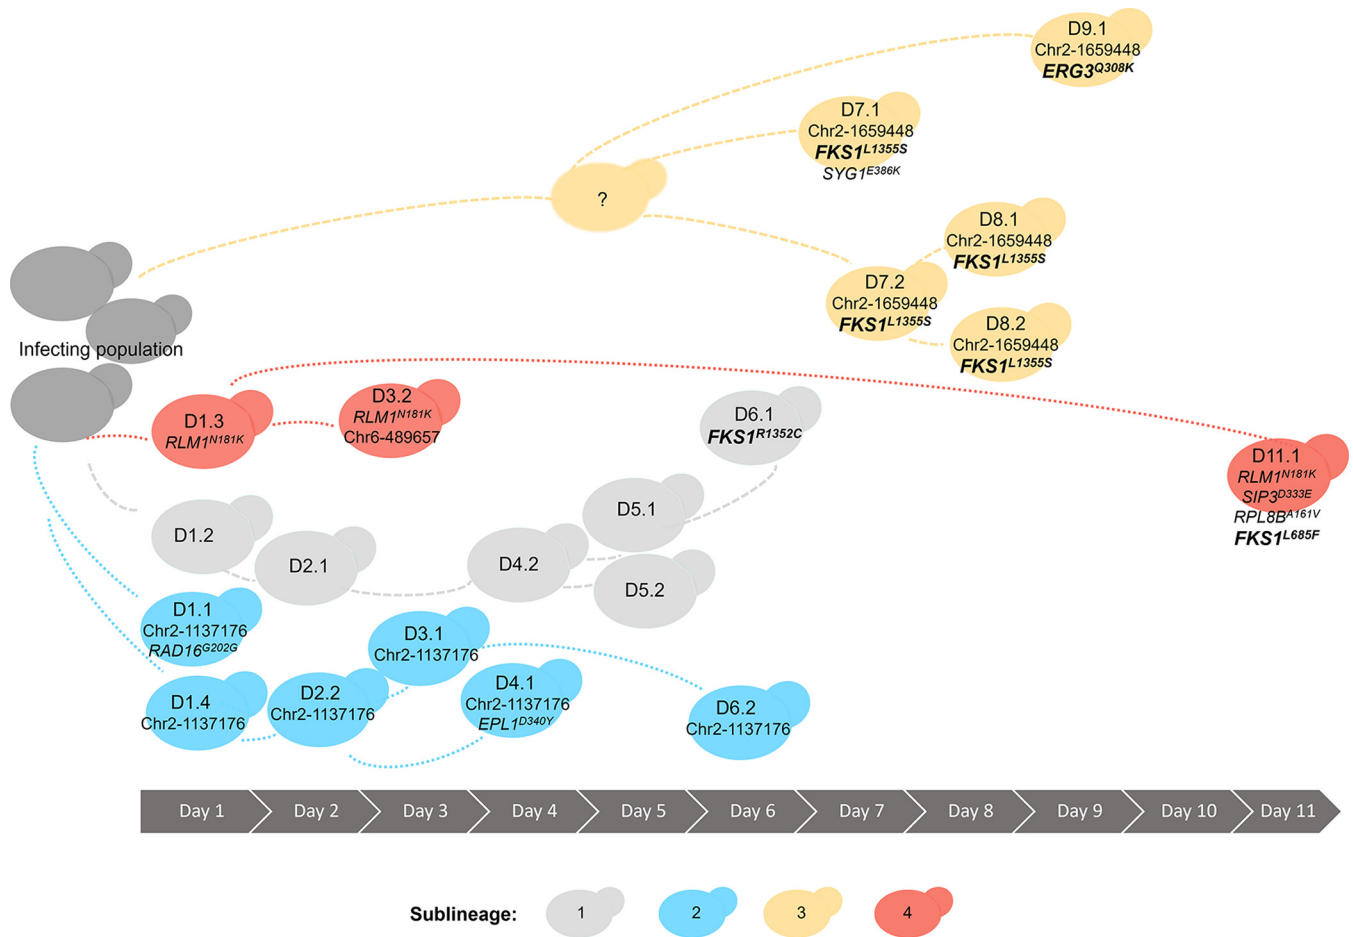 D9.1
Chr2-1659448
ERG3Q308K
D7.1
Chr2-1659448
FKS1L1355S
SYG1E386K
?
D8.1
Chr2-1659448
FKS1L1355S
D7.2
Chr2-1659448
FKS1L1355S
D8.2
Chr2-1659448
FKS1L1355S
Infecting population
D1.3
RLM1N181K
D3.2
RLM1N181K
Chr6-489657
D6.1
FKS1R1352C
D11.1
RLM1N181K
SIP3D333E
RPL8BA161V
FKS1L685F
D1.2
D2.1
D4.2
D5.1
D5.2
D1.1
Chr2-1137176
RAD16G202G
D3.1
Chr2-1137176
D1.4
Chr2-1137176
D2.2
Chr2-1137176
D4.1
Chr2-1137176
EPL1D340Y
D6.2
Chr2-1137176
Day 1 Day 2 Day 3 Day 4 Day 5 Day 6 Day 7 Day 8 Day 9 Day 10 Day 11
Sublineage: 1 2 3 4